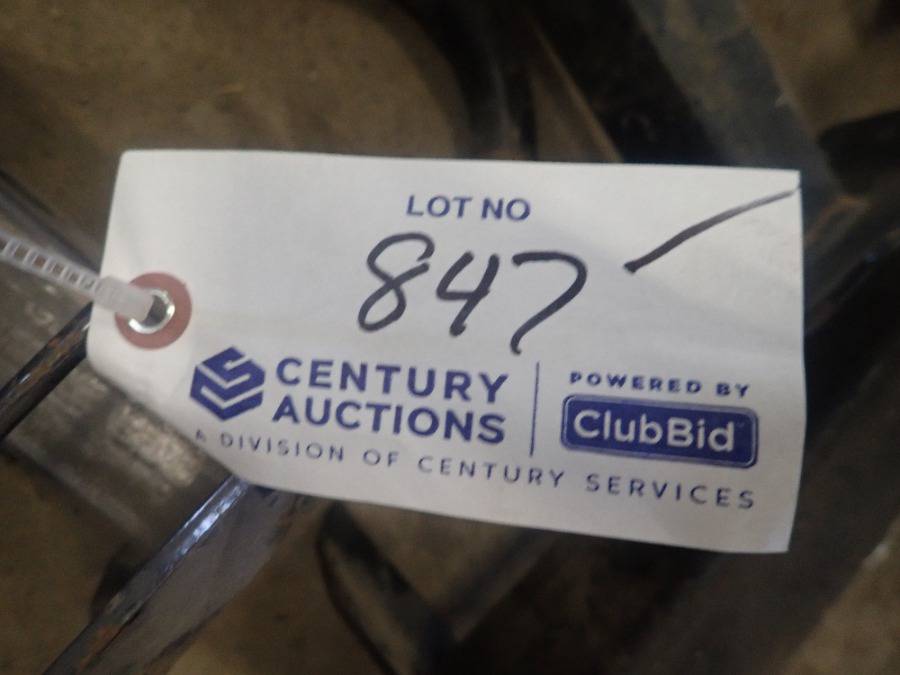 LOT NO
847
CENTURY
AUCTIONS
A DIVISION OF CENTURY SERVICES
POWERED BY
ClubBid